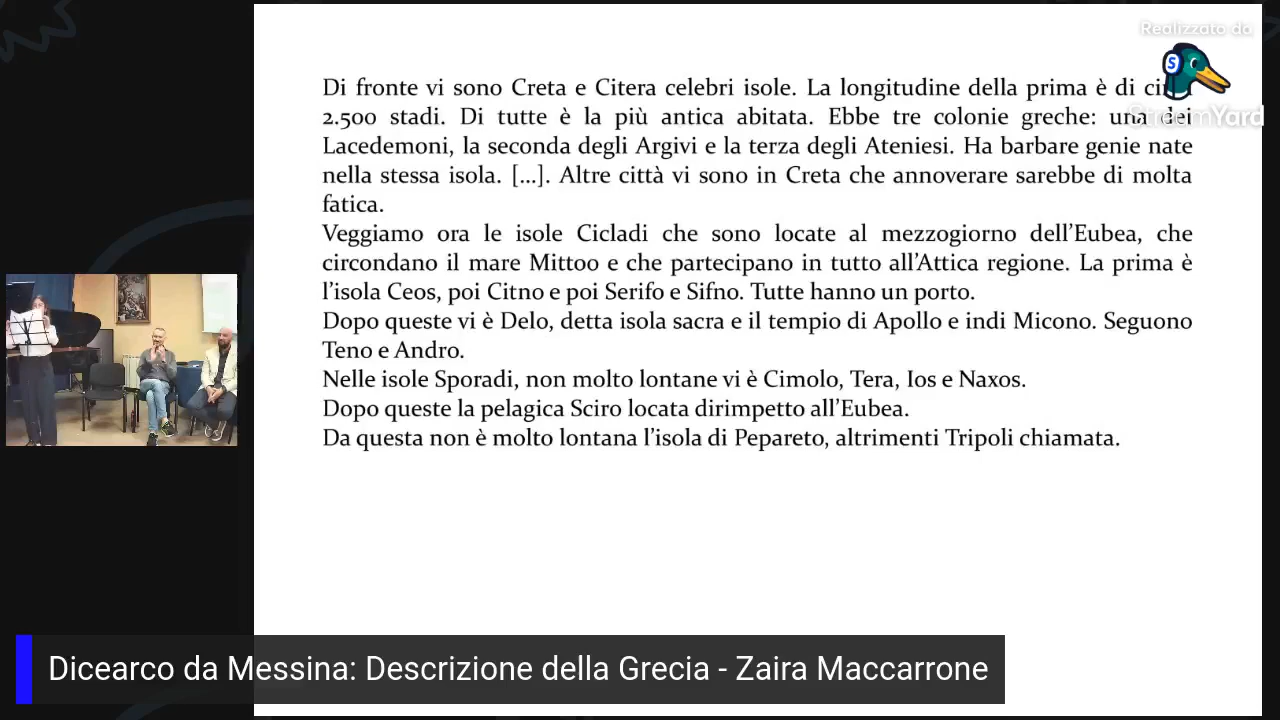 Realizzato da
StreamYard
Di fronte vi sono Creta e Citera celebri isole. La longitudine della prima è di
2.500 stadi. Di tutte è la più antica abitata. Ebbe tre colonie greche: una dei
Lacedemoni, la seconda degli Argivi e la terza degli Ateniesi. Ha barbare genie nate
nella stessa isola. [...]. Altre città vi sono in Creta che annoverare sarebbe di molta
fatica.
Veggiamo ora le isole Cicladi che sono locate al mezzogiorno dell'Eubea, che
circondano il mare Mittoo e che partecipano in tutto all'Attica regione. La prima è
l'isola Ceos, poi Citno e poi Serifo e Sifno. Tutte hanno un porto.
Dopo queste vi è Delo, detta isola sacra e il tempio di Apollo e indi Micono. Seguono
Teno e Andro.
Nelle isole Sporadi, non molto lontane vi è Cimolo, Tera, Ios e Naxos.
Dopo queste la pelagica Sciro locata dirimpetto all'Eubea.
Da questa non è molto lontana l'isola di Pepareto, altrimenti Tripoli chiamata.
Dicearco da Messina: Descrizione della Grecia - Zaira Maccarrone